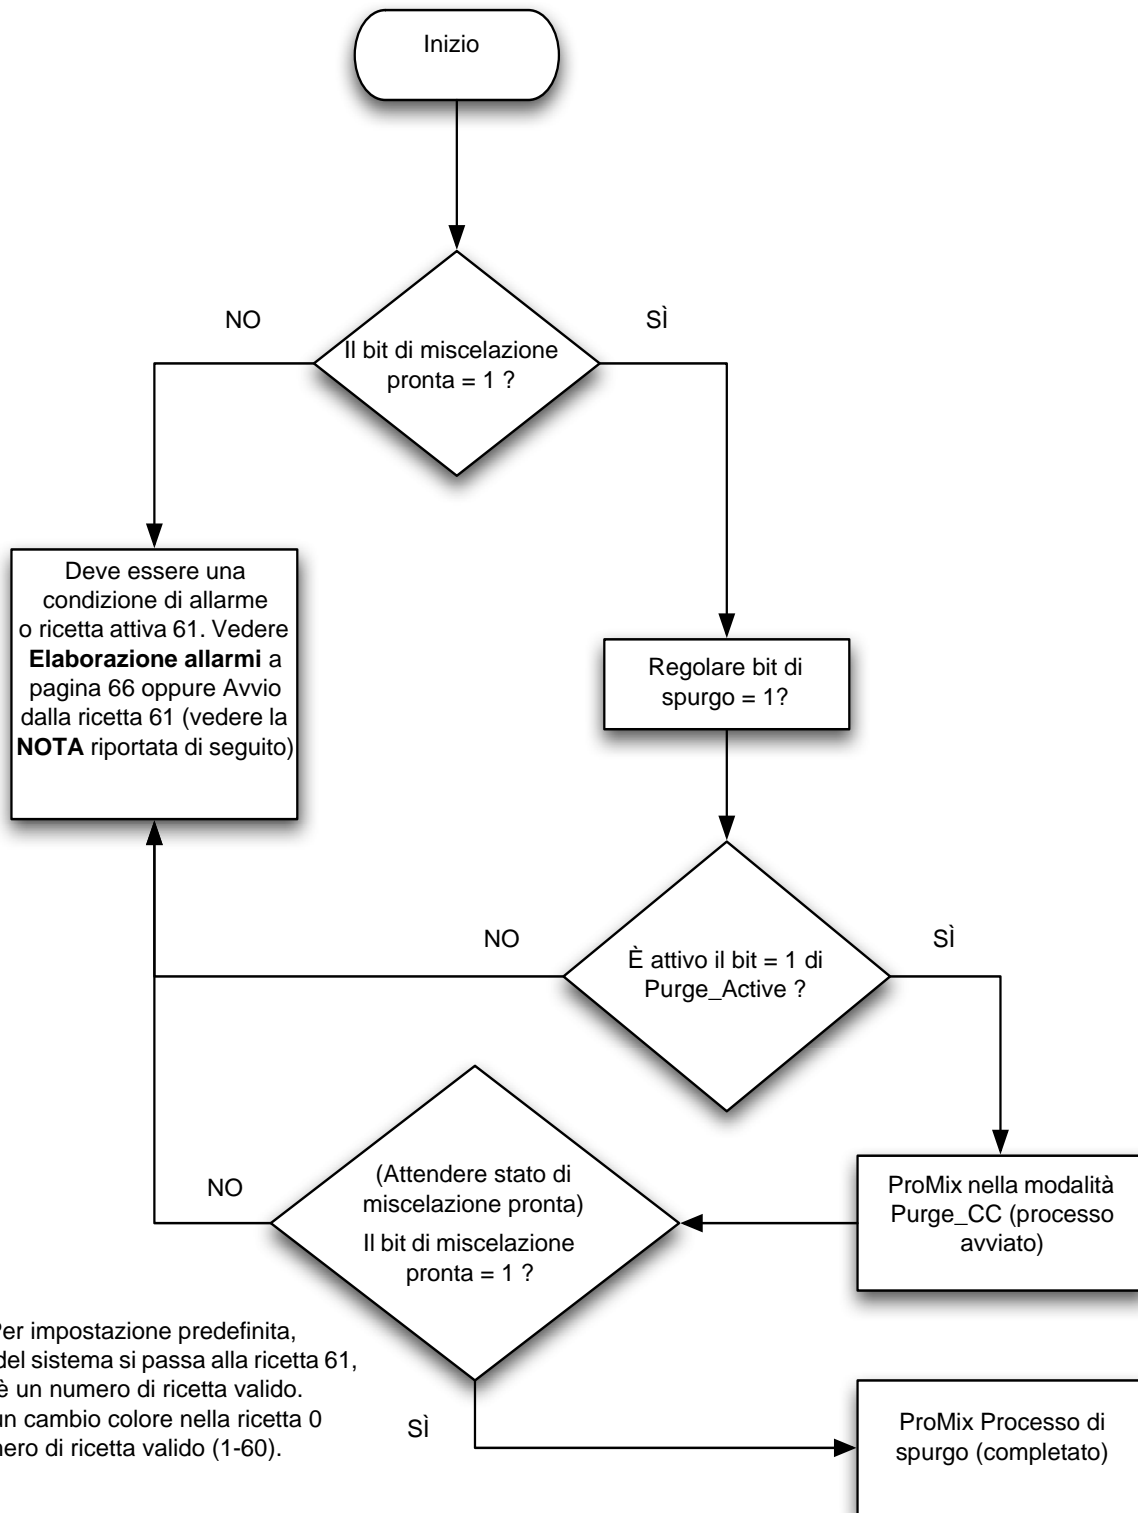 Inizio
NO
SÌ
Il bit di miscelazione
pronta = 1 ?
Deve essere una
condizione di allarme
o ricetta attiva 61. Vedere
Elaborazione allarmi a
pagina 66 oppure Avvio
dalla ricetta 61 (vedere la
NOTA riportata di seguito)
Regolare bit di
spurgo = 1?
NO
SÌ
È attivo il bit = 1 di
Purge_Active ?
NO
(Attendere stato di
miscelazione pronta)
Il bit di miscelazione
pronta = 1 ?
ProMix nella modalità
Purge_CC (processo
avviato)
Per impostazione predefinita,
del sistema si passa alla ricetta 61,
è un numero di ricetta valido.
un cambio colore nella ricetta 0
di ricetta valido (1-60).
SÌ
ProMix Processo di
spurgo (completato)